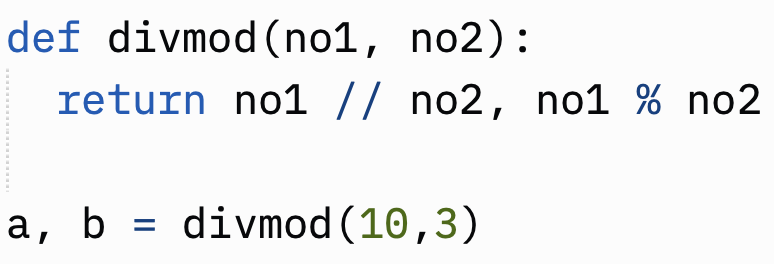 def divmod(no1, no2):
  return no1 // no2, no1 % no2
a, b = divmod(10,3)